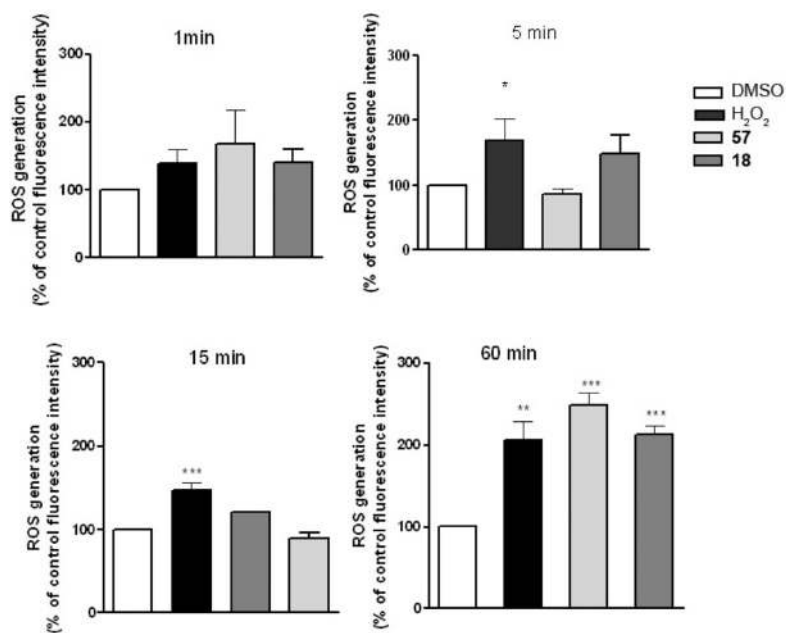 1min
ROS generation
(% of control fluorescence intensity)
300
200
100
0
5 min
ROS generation
(% of control fluorescence intensity)
300
200
100
0
*
DMSO
H₂O₂
57
18
15 min
ROS generation
(% of control fluorescence intensity)
300
200
100
0
***
60 min
ROS generation
(% of control fluorescence intensity)
300
200
100
0
**
***
***